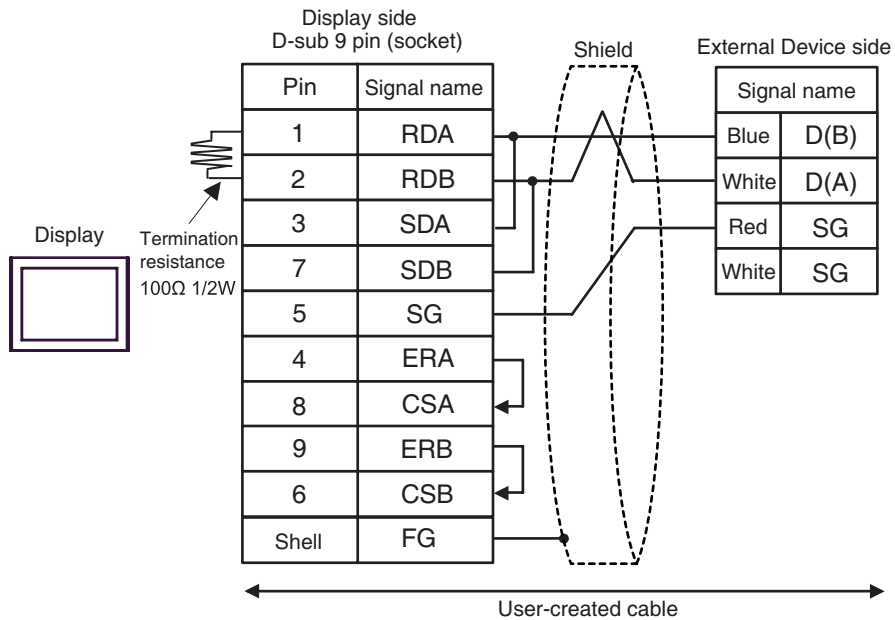 Display side
D-sub 9 pin (socket)
Shield
External Device side
Pin Signal name
Signal name
1 RDA
Blue D(B)
2 RDB
White D(A)
3 SDA
Red SG
7 SDB
White SG
5 SG
4 ERA
8 CSA
9 ERB
6 CSB
Shell FG
Display
Termination
resistance
100Ω 1/2W
User-created cable